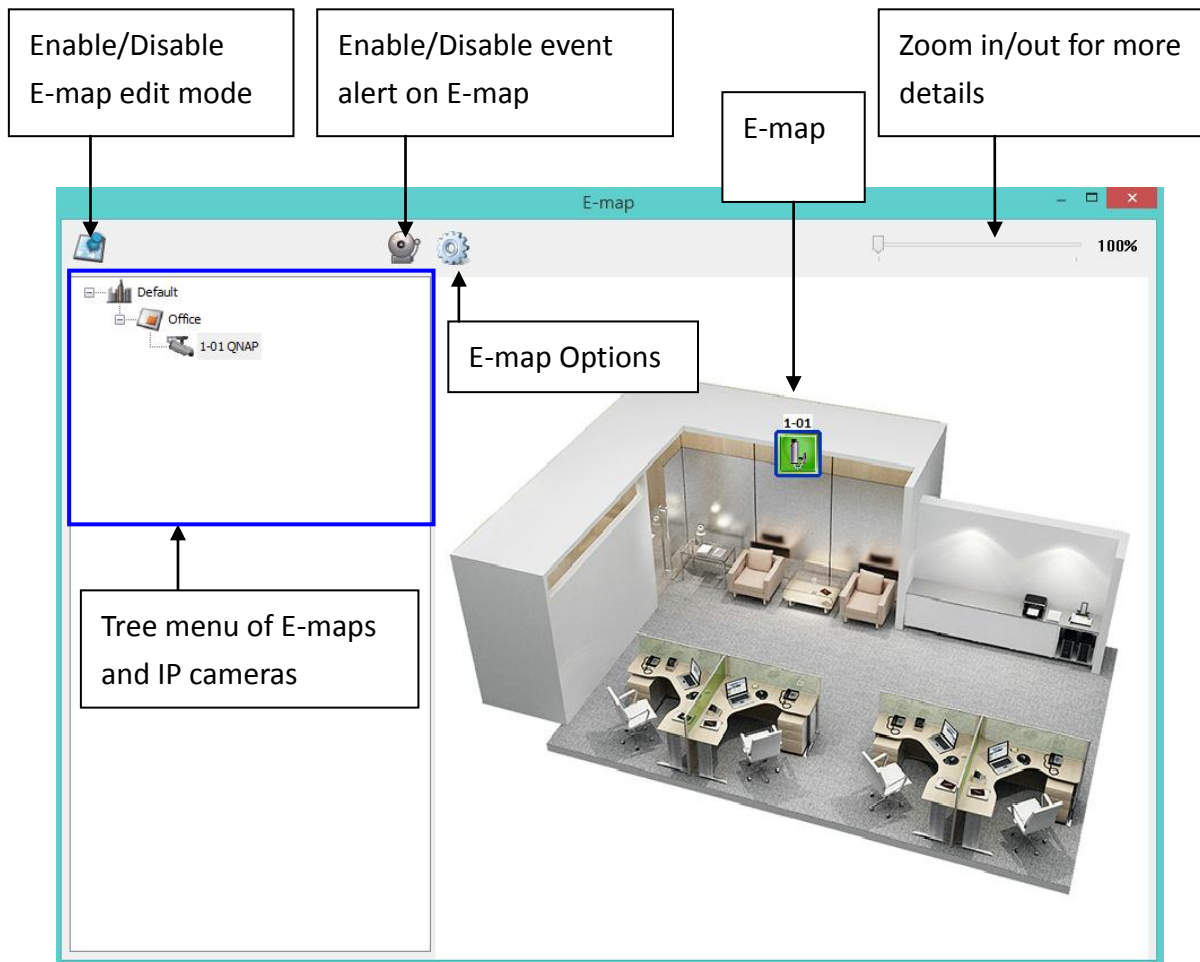 Enable/Disable
E-map edit mode
Enable/Disable event
alert on E-map
E-map
Zoom in/out for more
details
E-map
100%
Default
Office
1-01 QNAP
E-map Options
1-01
Tree menu of E-maps
and IP cameras